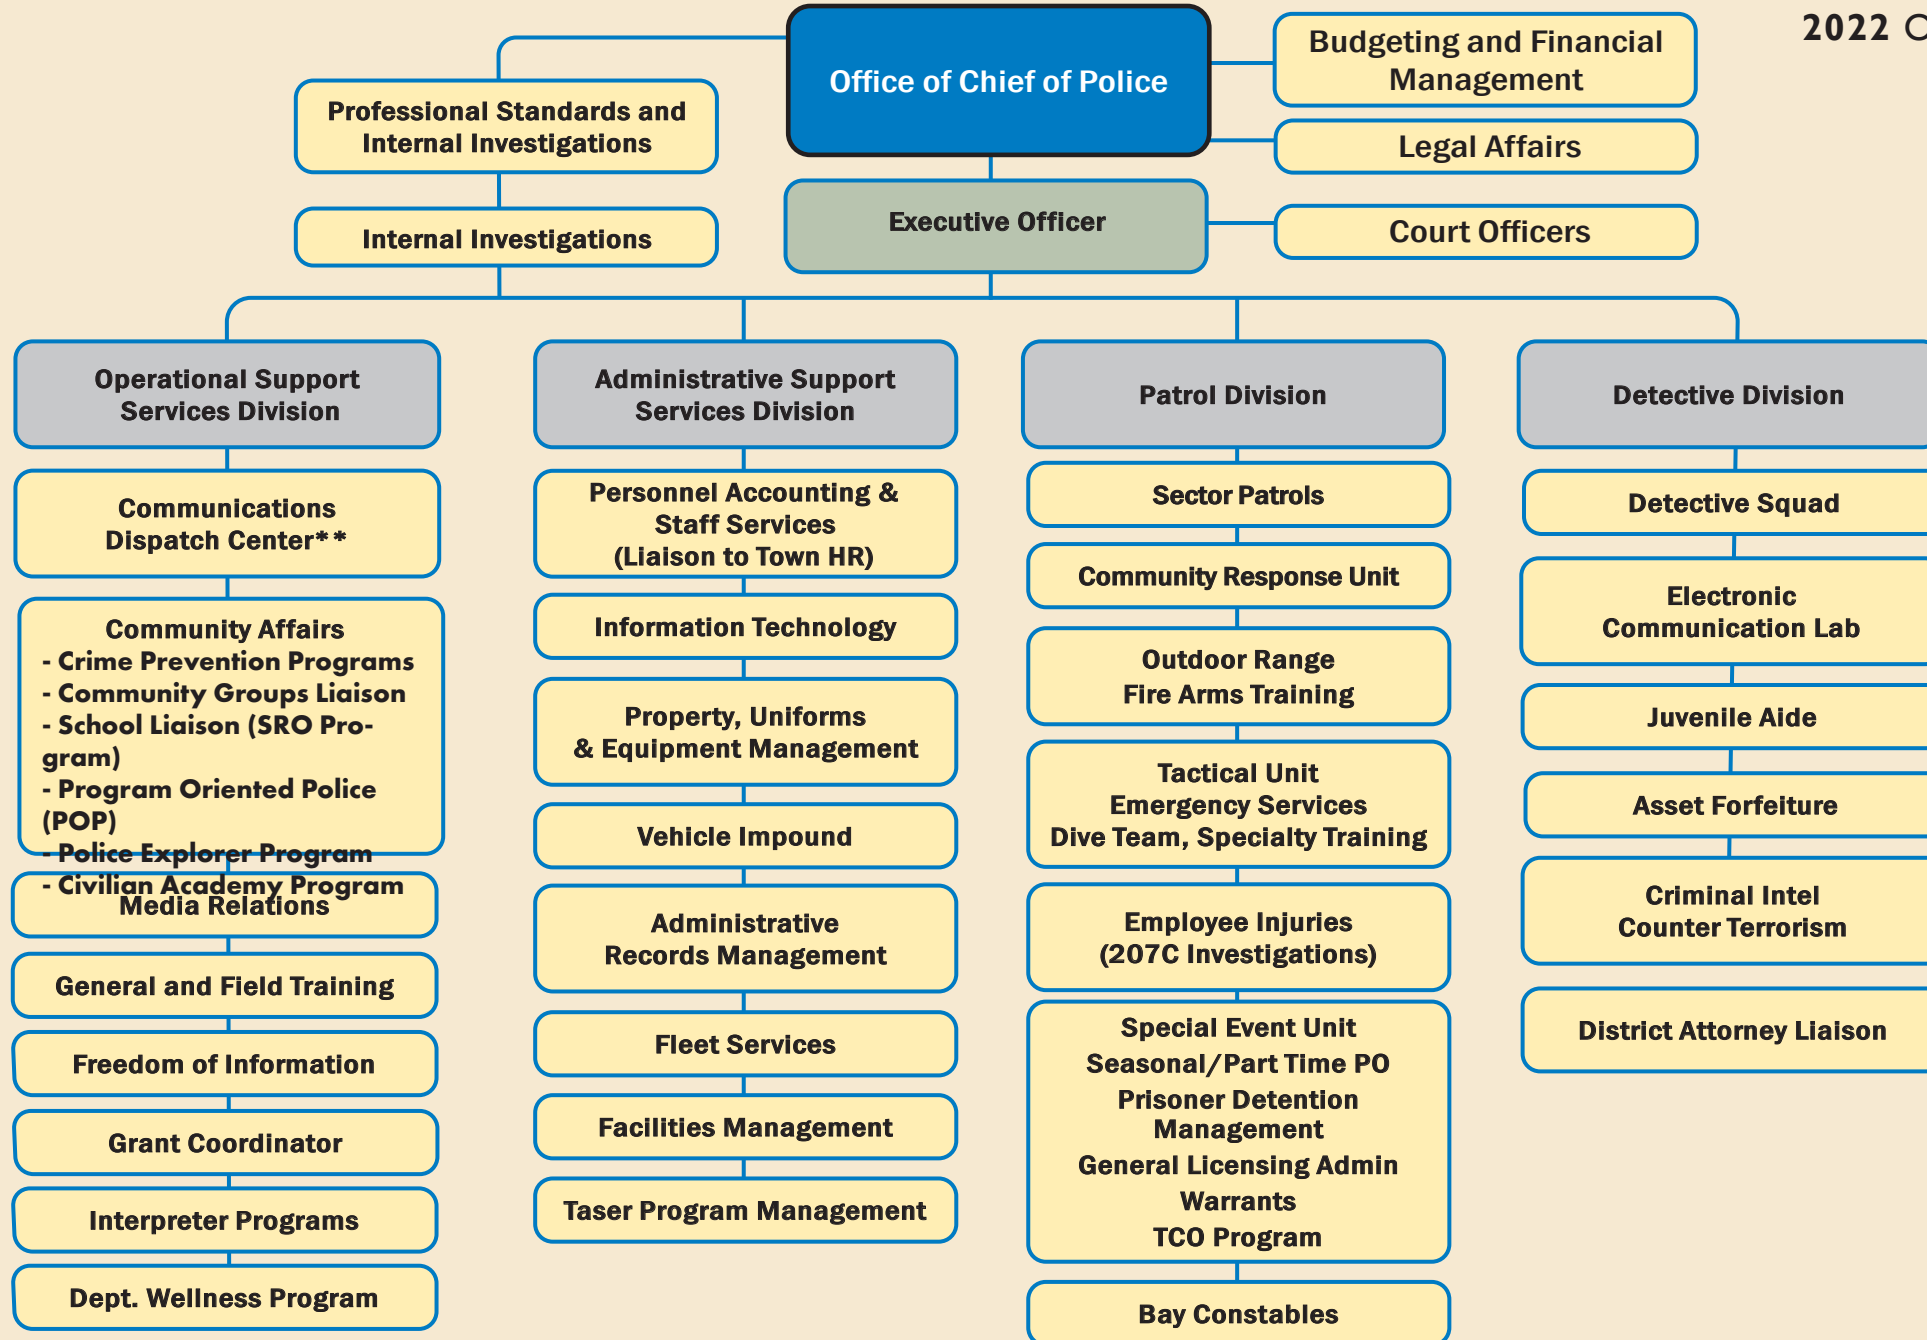 2022
Office of Chief of Police
Budgeting and Financial
Management
Legal Affairs
Professional Standards and
Internal Investigations
Internal Investigations
Executive Officer
Court Officers
Operational Support
Services Division
Communications
Dispatch Center**
Community Affairs
- Crime Prevention Programs
- Community Groups Liaison
- School Liaison (SRO Pro-
gram)
- Program Oriented Police
(POP)
- Police Explorer Program
- Civilian Academy Program
Media Relations
General and Field Training
Freedom of Information
Grant Coordinator
Interpreter Programs
Dept. Wellness Program
Administrative Support
Services Division
Personnel Accounting &
Staff Services
(Liaison to Town HR)
Information Technology
Property, Uniforms
& Equipment Management
Vehicle Impound
Administrative
Records Management
Fleet Services
Facilities Management
Taser Program Management
Patrol Division
Sector Patrols
Community Response Unit
Outdoor Range
Fire Arms Training
Tactical Unit
Emergency Services
Dive Team, Specialty Training
Employee Injuries
(207C Investigations)
Special Event Unit
Seasonal/Part Time PO
Prisoner Detention
Management
General Licensing Admin
Warrants
TCO Program
Bay Constables
Detective Division
Detective Squad
Electronic
Communication Lab
Juvenile Aide
Asset Forfeiture
Criminal Intel
Counter Terrorism
District Attorney Liaison